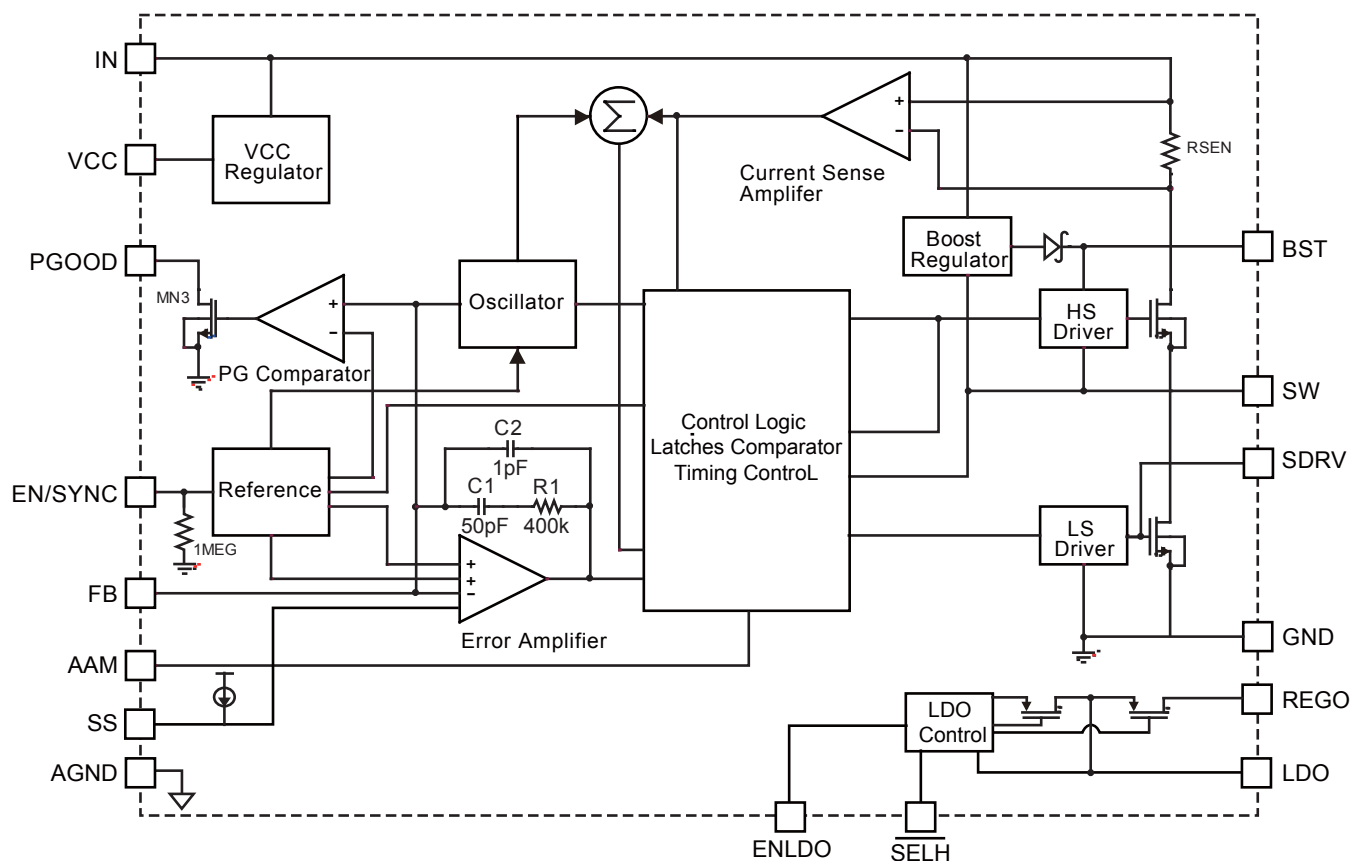 IN
VCC
VCC
Regulator
PGOOD
MN3
+
−
PG Comparator
Oscillator
Σ
+
−
Current Sense
Amplifer
RSEN
Boost
Regulator
BST
HS
Driver
SW
SDRV
Control Logic
Latches Comparator
Timing ControL
EN/SYNC
1MEG
Reference
C2
1pF
C1
50pF
R1
400k
+
+
−
Error Amplifier
LS
Driver
FB
AAM
SS
AGND
GND
LDO
Control
REGO
LDO
ENLDO
SELH